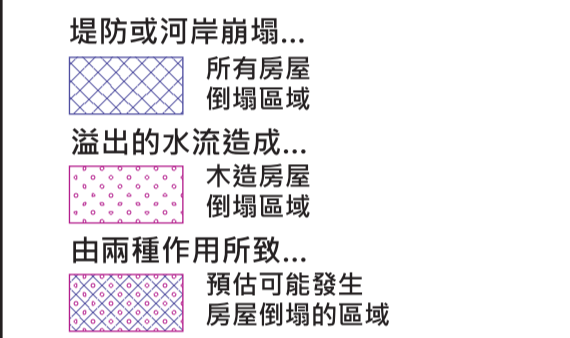 堤防或河岸崩塌...
所有房屋
倒塌區域
溢出的水流造成...
木造房屋
倒塌區域
由兩種作用所致...
預估可能發生
房屋倒塌的區域